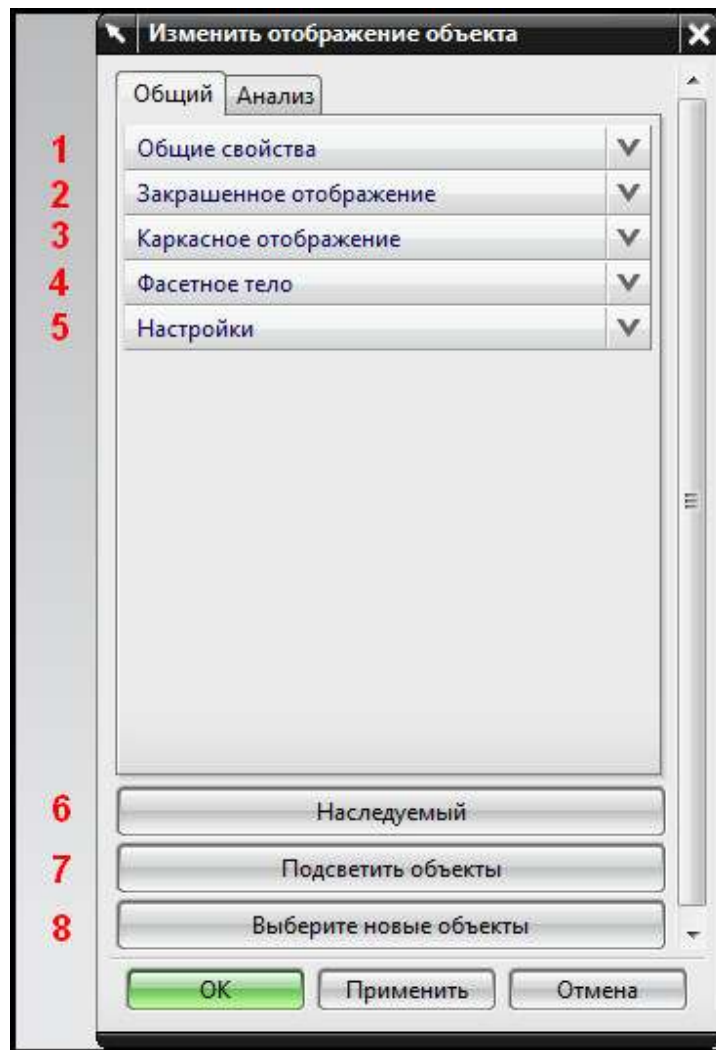 Изменить отображение объекта
Общий Анализ
1 Общие свойства
2 Закрашенное отображение
3 Каркасное отображение
4 Фасетное тело
5 Настройки
6 Наследуемый
7 Подсветить объекты
8 Выберите новые объекты
ОК Применить Отмена